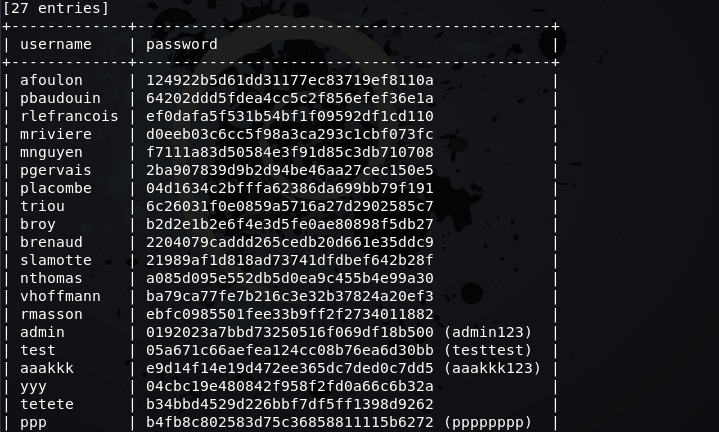 [27 entries]
+-------------+------------------------------------------------+
| username    | password                                       |
+-------------+------------------------------------------------+
| afoulon     | 124922b5d61dd31177ec83719ef8110a               |
| pbaudouin   | 64202ddd5fdea4cc5c2f856efef36e1a               |
| rlefrancois | ef0dafa5f531b54bf1f09592df1cd110               |
| mriviere    | d0eeb03c6cc5f98a3ca293c1cbf073fc               |
| mnguyen     | f7111a83d50584e3f91d85c3db710708               |
| pgervais    | 2ba907839d9b2d94be46aa27cec150e5               |
| placombe    | 04d1634c2bfffa62386da699bb79f191               |
| triou       | 6c26031f0e0859a5716a27d2902585c7               |
| broy        | b2d2e1b2e6f4e3d5fe0ae80898f5db27               |
| brenaud     | 2204079caddd265cedb20d661e35ddc9               |
| slamotte    | 21989af1d818ad73741dfdbef642b28f               |
| nthomas     | a085d095e552db5d0ea9c455b4e99a30               |
| vhoffmann   | ba79ca77fe7b216c3e32b37824a20ef3               |
| rmasson     | ebfc0985501fee33b9ff2f2734011882               |
| admin       | 0192023a7bbd73250516f069df18b500 (admin123)    |
| test        | 05a671c66aefea124cc08b76ea6d30bb (testtest)    |
| aaakkk      | e9d14f14e19d472ee365dc7ded0c7dd5 (aaakkk123)   |
| yyy         | 04cbc19e480842f958f2fd0a66c6b32a               |
| tetete      | b34bbd4529d226bbf7df5ff1398d9262               |
| ppp         | b4fb8c802583d75c36858811115b6272 (pppppppp)    |